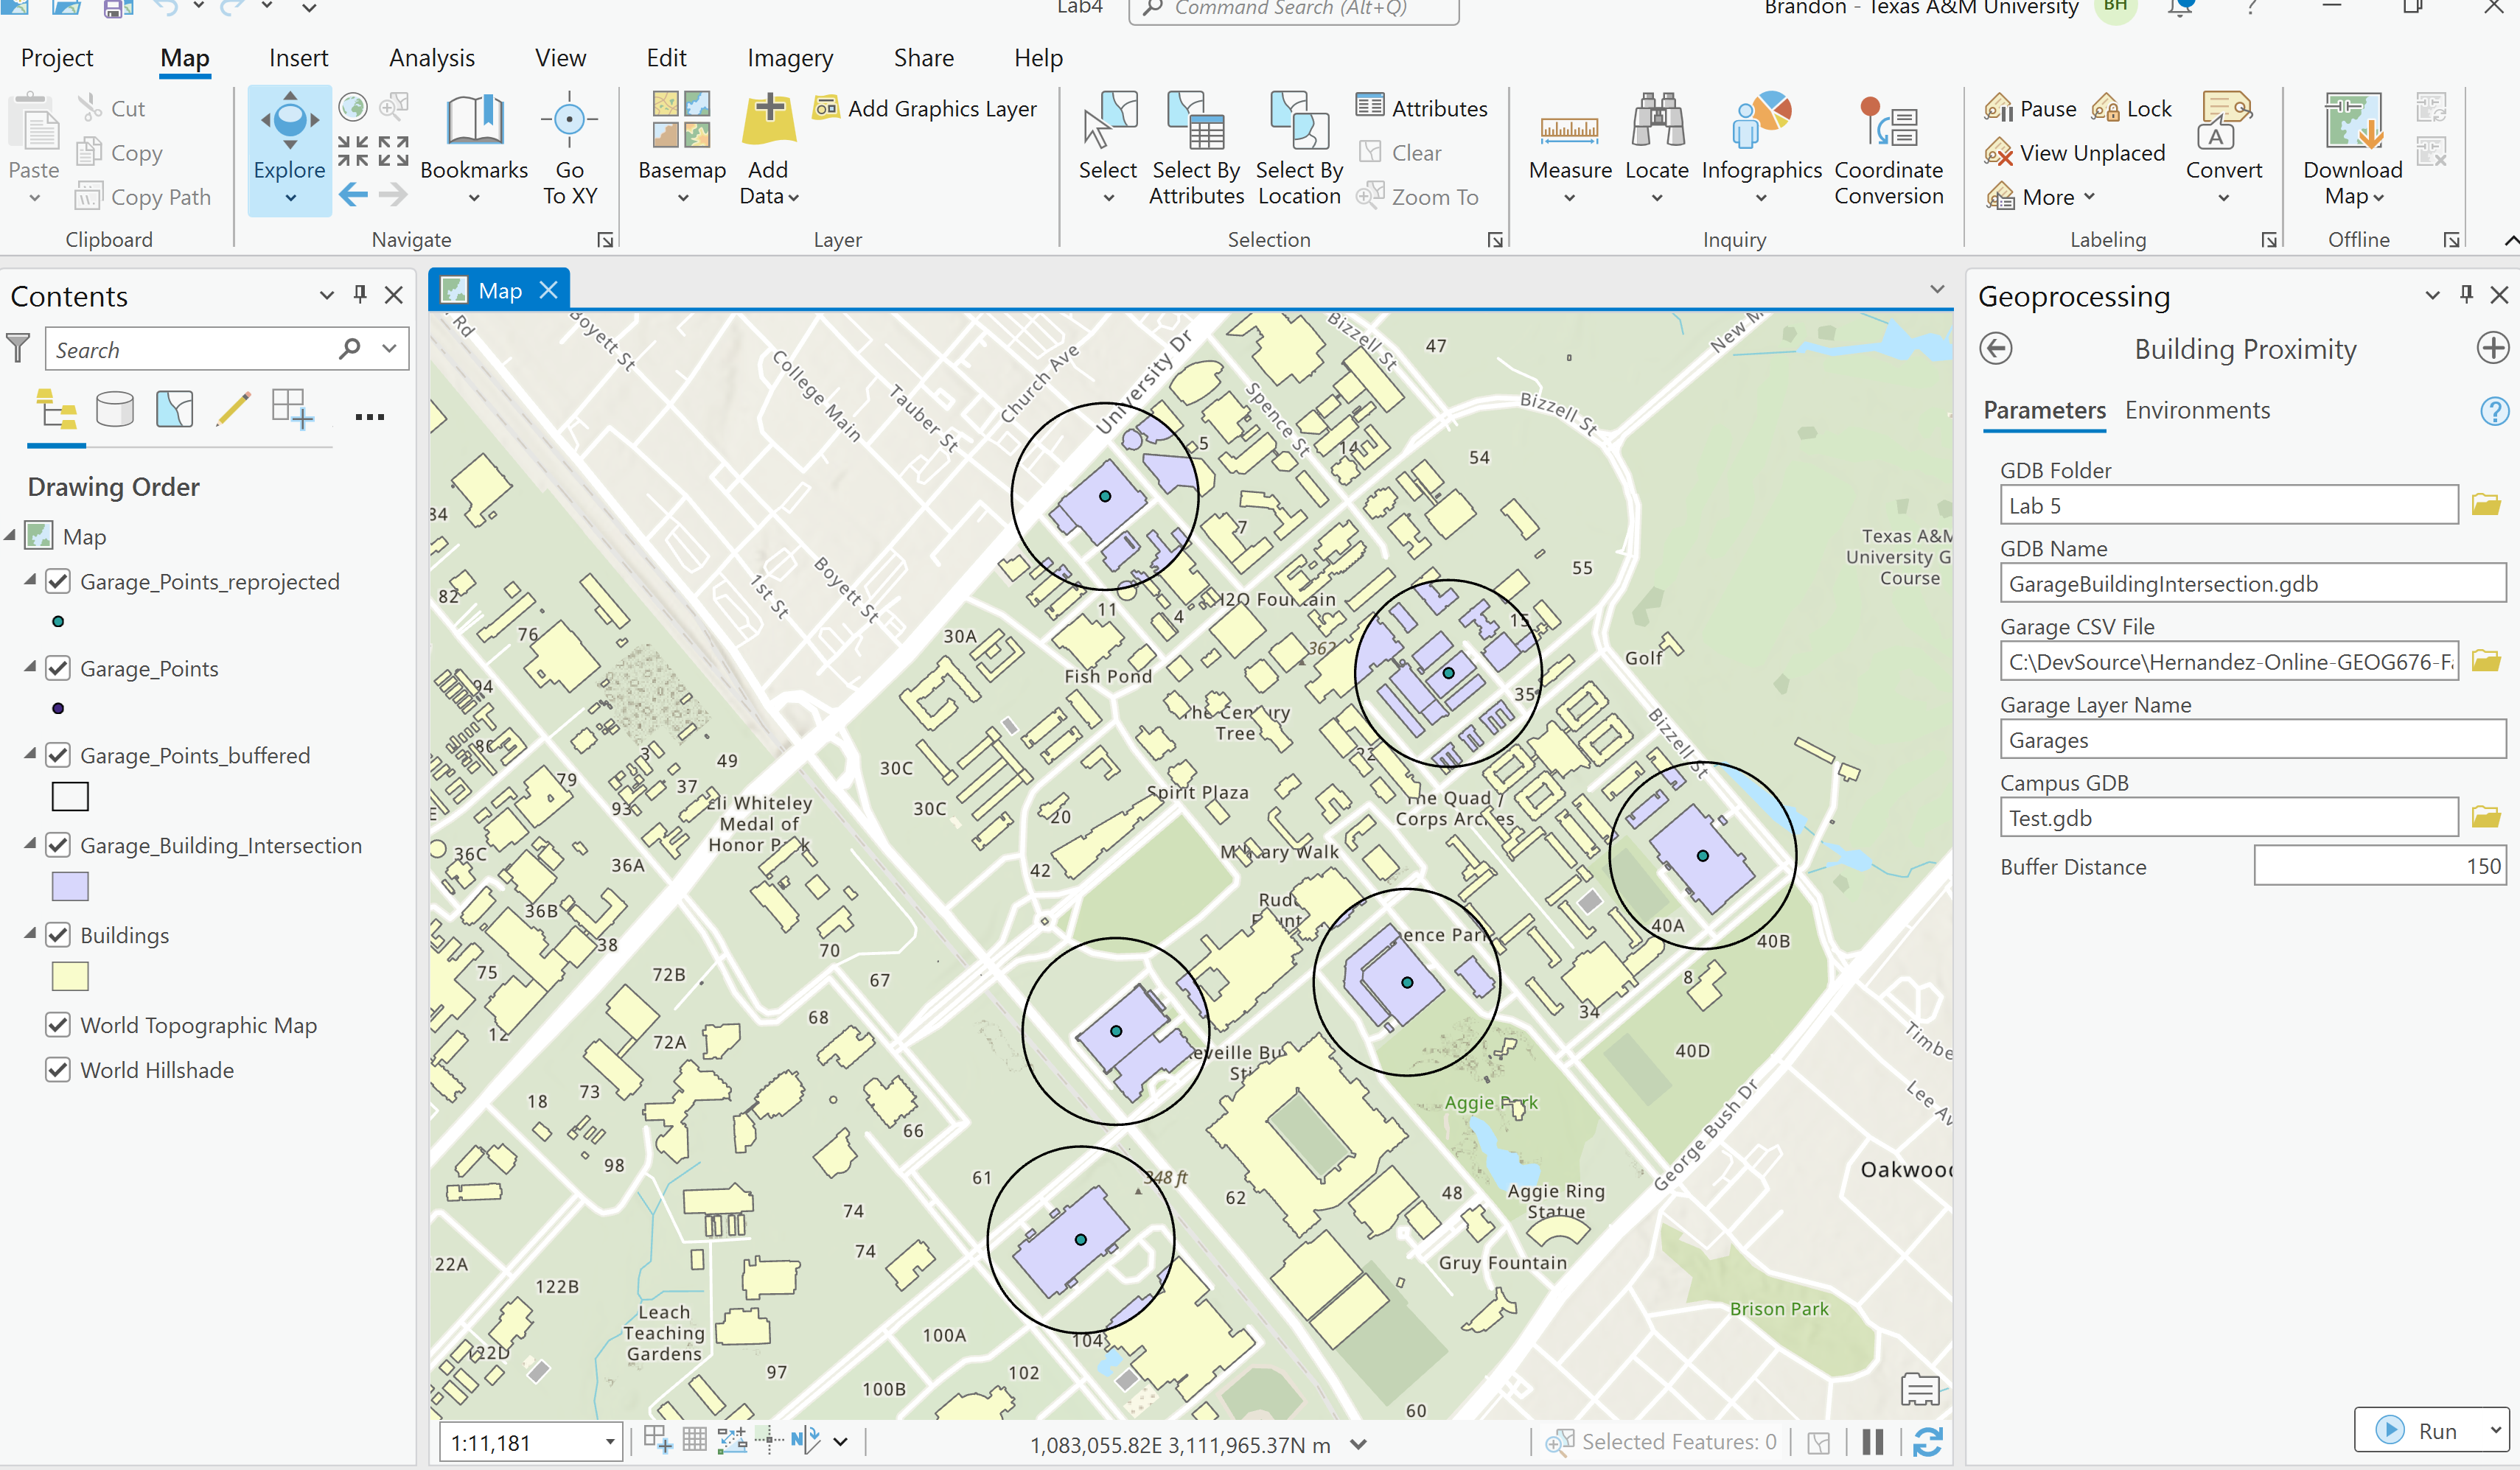 Lab4
Command Search (Alt+Q)
Brandon - Texas A&M University
BH
?
Project
Map
Insert
Analysis
View
Edit
Imagery
Share
Help
Paste
Cut
Copy
Copy Path
Clipboard
Explore
Bookmarks
Go
To XY
Navigate
Basemap
Add
Data
Add Graphics Layer
Layer
Select
Select By
Attributes
Select By
Location
Attributes
Clear
Zoom To
Selection
Measure
Locate
Infographics
Coordinate
Conversion
Inquiry
Pause
Lock
View Unplaced
More
Convert
Labeling
Download
Map
Offline
Contents
Search
Drawing Order
Map
Garage_Points_reprojected
Garage_Points
Garage_Points_buffered
Garage_Building_Intersection
Buildings
World Topographic Map
World Hillshade
Map
Rd
Boyett St
College Main
Tauber St
Church Ave
University Dr
Spence St
Bizzell St
47
New M
Bizzell St
5
14
54
84
7
55
Texas A&M
University G
Course
82
1st St
Boyett St
76
11
4
H2O Fountain
30A
362
15
Golf
Fish Pond
94
35
The Century
Tree
Bizzell St
86
3
49
30C
79
37
93
Eli Whiteley
Medal of
Honor Park
30C
Spirit Plaza
20
The Quad /
Corps Arches
36C
36A
42
Military Walk
36B
38
70
40A
40B
75
72B
67
8
12
68
34
72A
40D
Timbe
Lee Av
73
18
66
Aggie Park
George Bush Dr
98
61
348 ft
62
48
Aggie Ring
Statue
Oakwood
74
74
22A
122B
Gruy Fountain
Leach
Teaching
Gardens
Brison Park
122D
100A
104
97
100B
102
60
1:11,181
1,083,055.82E 3,111,965.37N m
Selected Features: 0
Geoprocessing
Building Proximity
Parameters
Environments
GDB Folder
Lab 5
GDB Name
GarageBuildingIntersection.gdb
Garage CSV File
C:\DevSource\Hernandez-Online-GEOG676-Fa
Garage Layer Name
Garages
Campus GDB
Test.gdb
Buffer Distance
150
Run